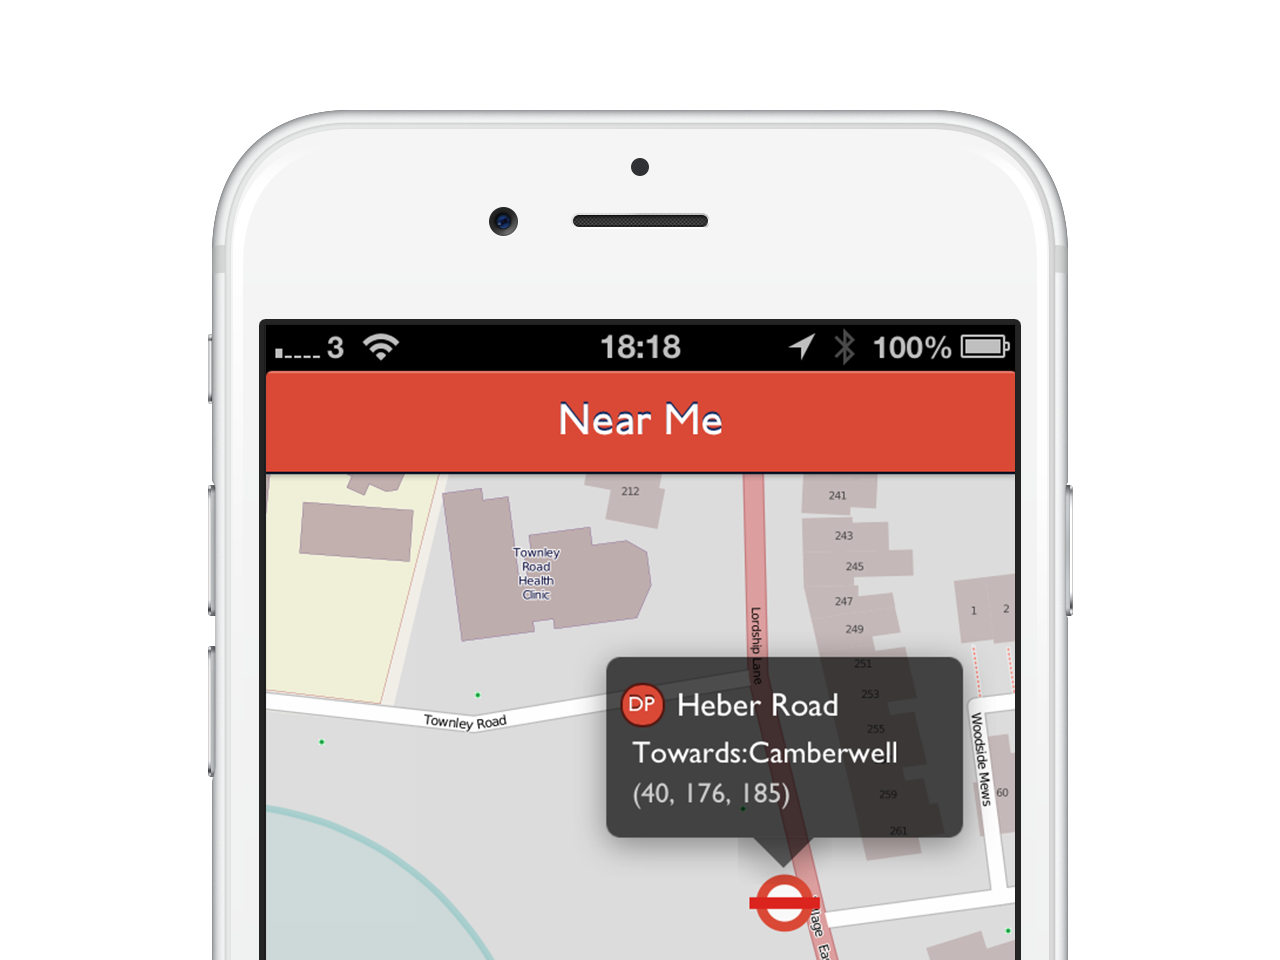 3 18:18 100%
Near Me
212
241
243
245
247
249
251
253
255
259
261
1
2
60
Townley
Road
Health
Clinic
Lordship Lane
Townley Road
Woodside Mews
DP Heber Road
Towards:Camberwell
(40, 176, 185)